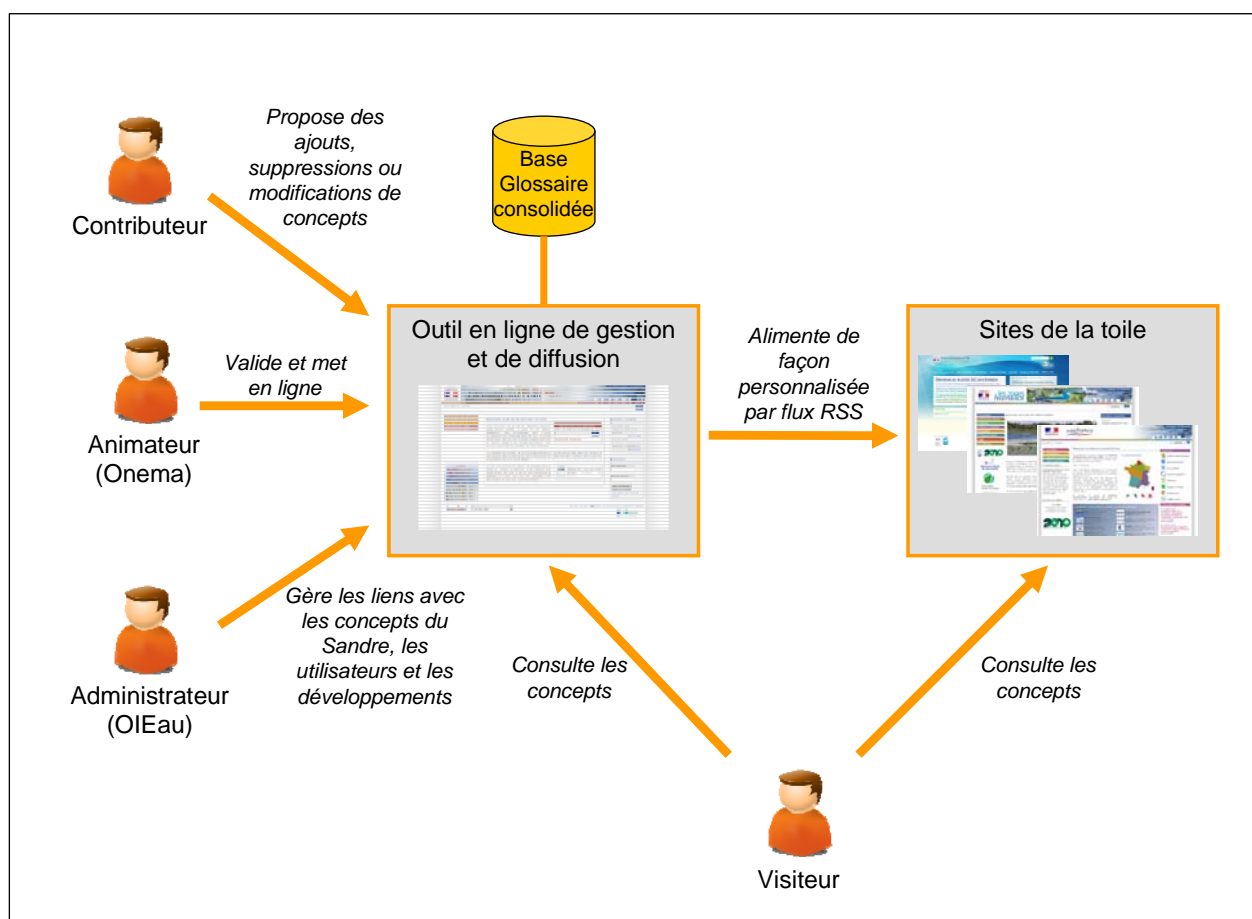 Propose des
ajouts,
suppressions ou
modifications de
concepts
Contributeur
Base
Glossaire
consolidée
Outil en ligne de gestion
et de diffusion
Sites de la toile
Valide et met
en ligne
Alimente de
façon
personnalisée
par flux RSS
Animateur
(Onema)
Gère les liens avec
les concepts du
Sandre, les
utilisateurs et les
développements
Administrateur
(OIEau)
Consulte les
concepts
Consulte les
concepts
Visiteur